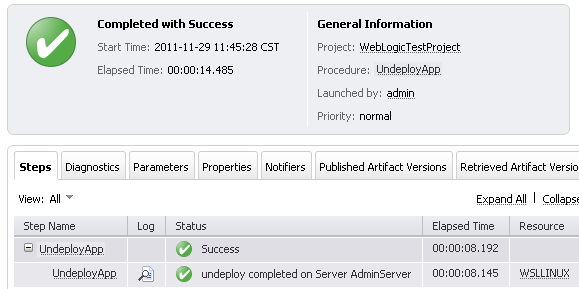 Completed with Success
Start Time: 2011-11-29 11:45:28 CST
Elapsed Time: 00:00:14.485
General Information
Project: WebLogicTestProject
Procedure: UndeployApp
Launched by: admin
Priority: normal
Steps Diagnostics Parameters Properties Notifiers Published Artifact Versions Retrieved Artifact Version
View: All Expand All | Collapse
Step Name Log Status Elapsed Time Resource
UndeployApp Success 00:00:08.192
UndeployApp undeploy completed on Server AdminServer 00:00:08.145 WSLLINUX